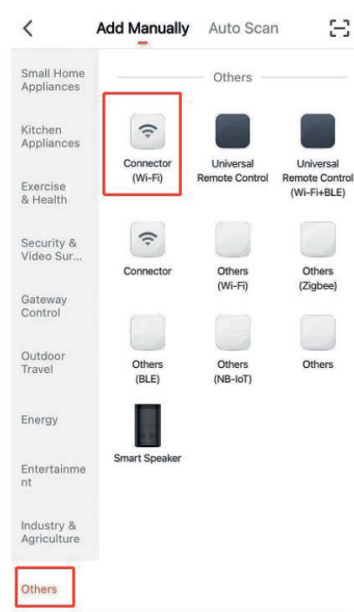 Add Manually Auto Scan
Small Home
Appliances
Kitchen
Appliances
Exercise
& Health
Security &
Video Sur...
Gateway
Control
Outdoor
Travel
Energy
Entertainme
nt
Industry &
Agriculture
Others
Others
Connector
(Wi-Fi)
Universal
Remote Control
Universal
Remote Control
(Wi-Fi+BLE)
Connector
Others
(Wi-Fi)
Others
(Zigbee)
Others
(BLE)
Others
(NB-IoT)
Others
Smart Speaker